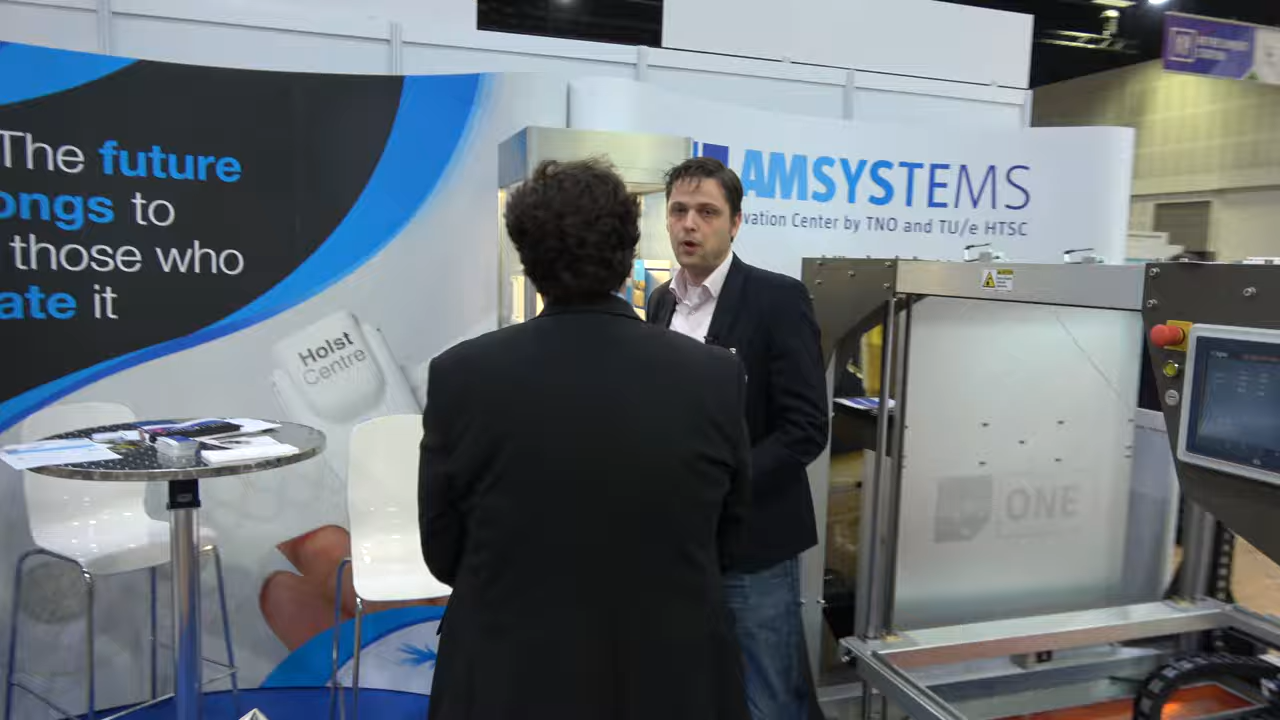 The future
ongs to
those who
ate it
Holst
Centre
AMSYSTEMS
vation Center by TNO and TU/e HTSC
ONE